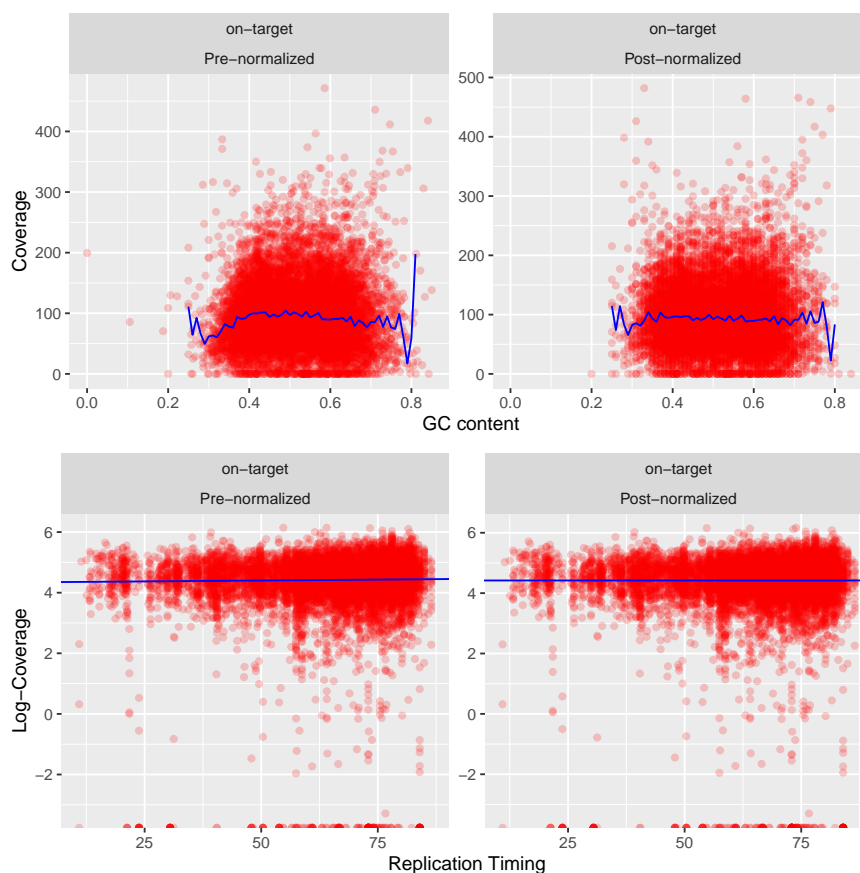 on−target on−target
Pre−normalized Post−normalized
Coverage
400
300
200
100
0
500
400
300
200
100
0
0.0 0.2 0.4 0.6 0.8 0.0 0.2 0.4 0.6 0.8
GC content
on−target on−target
Pre−normalized Post−normalized
Log−Coverage
6
4
2
0
−2
6
4
2
0
−2
25 50 75 25 50 75
Replication Timing